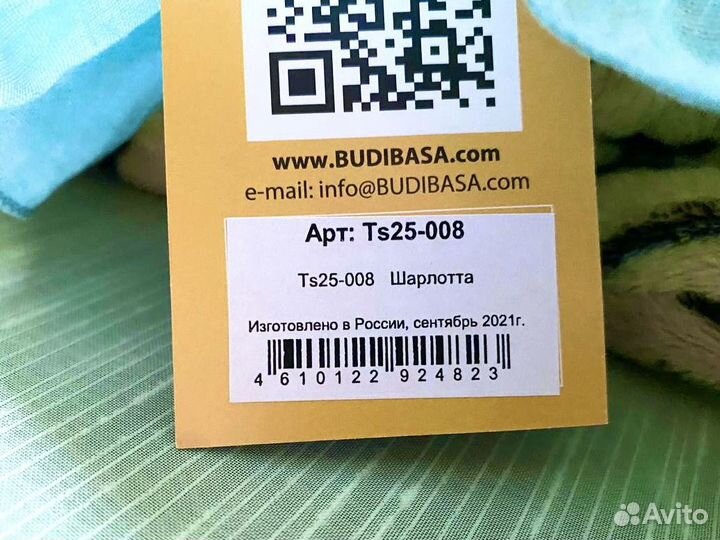 www.BUDIBASA.com
e-mail: info@BUDIBASA.com
Арт: Ts25-008
Ts25-008 Шарлотта
Изготовлено в России, сентябрь 2021г.
4 610122 924823
Avito